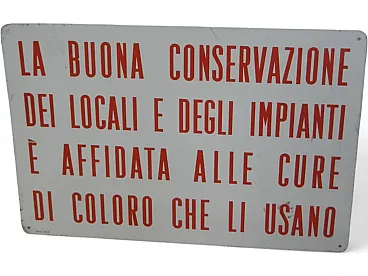 LA BUONA CONSERVAZIONE
DEI LOCALI E DEGLI IMPIANTI
È AFFIDATA ALLE CURE
DI COLORO CHE LI USANO